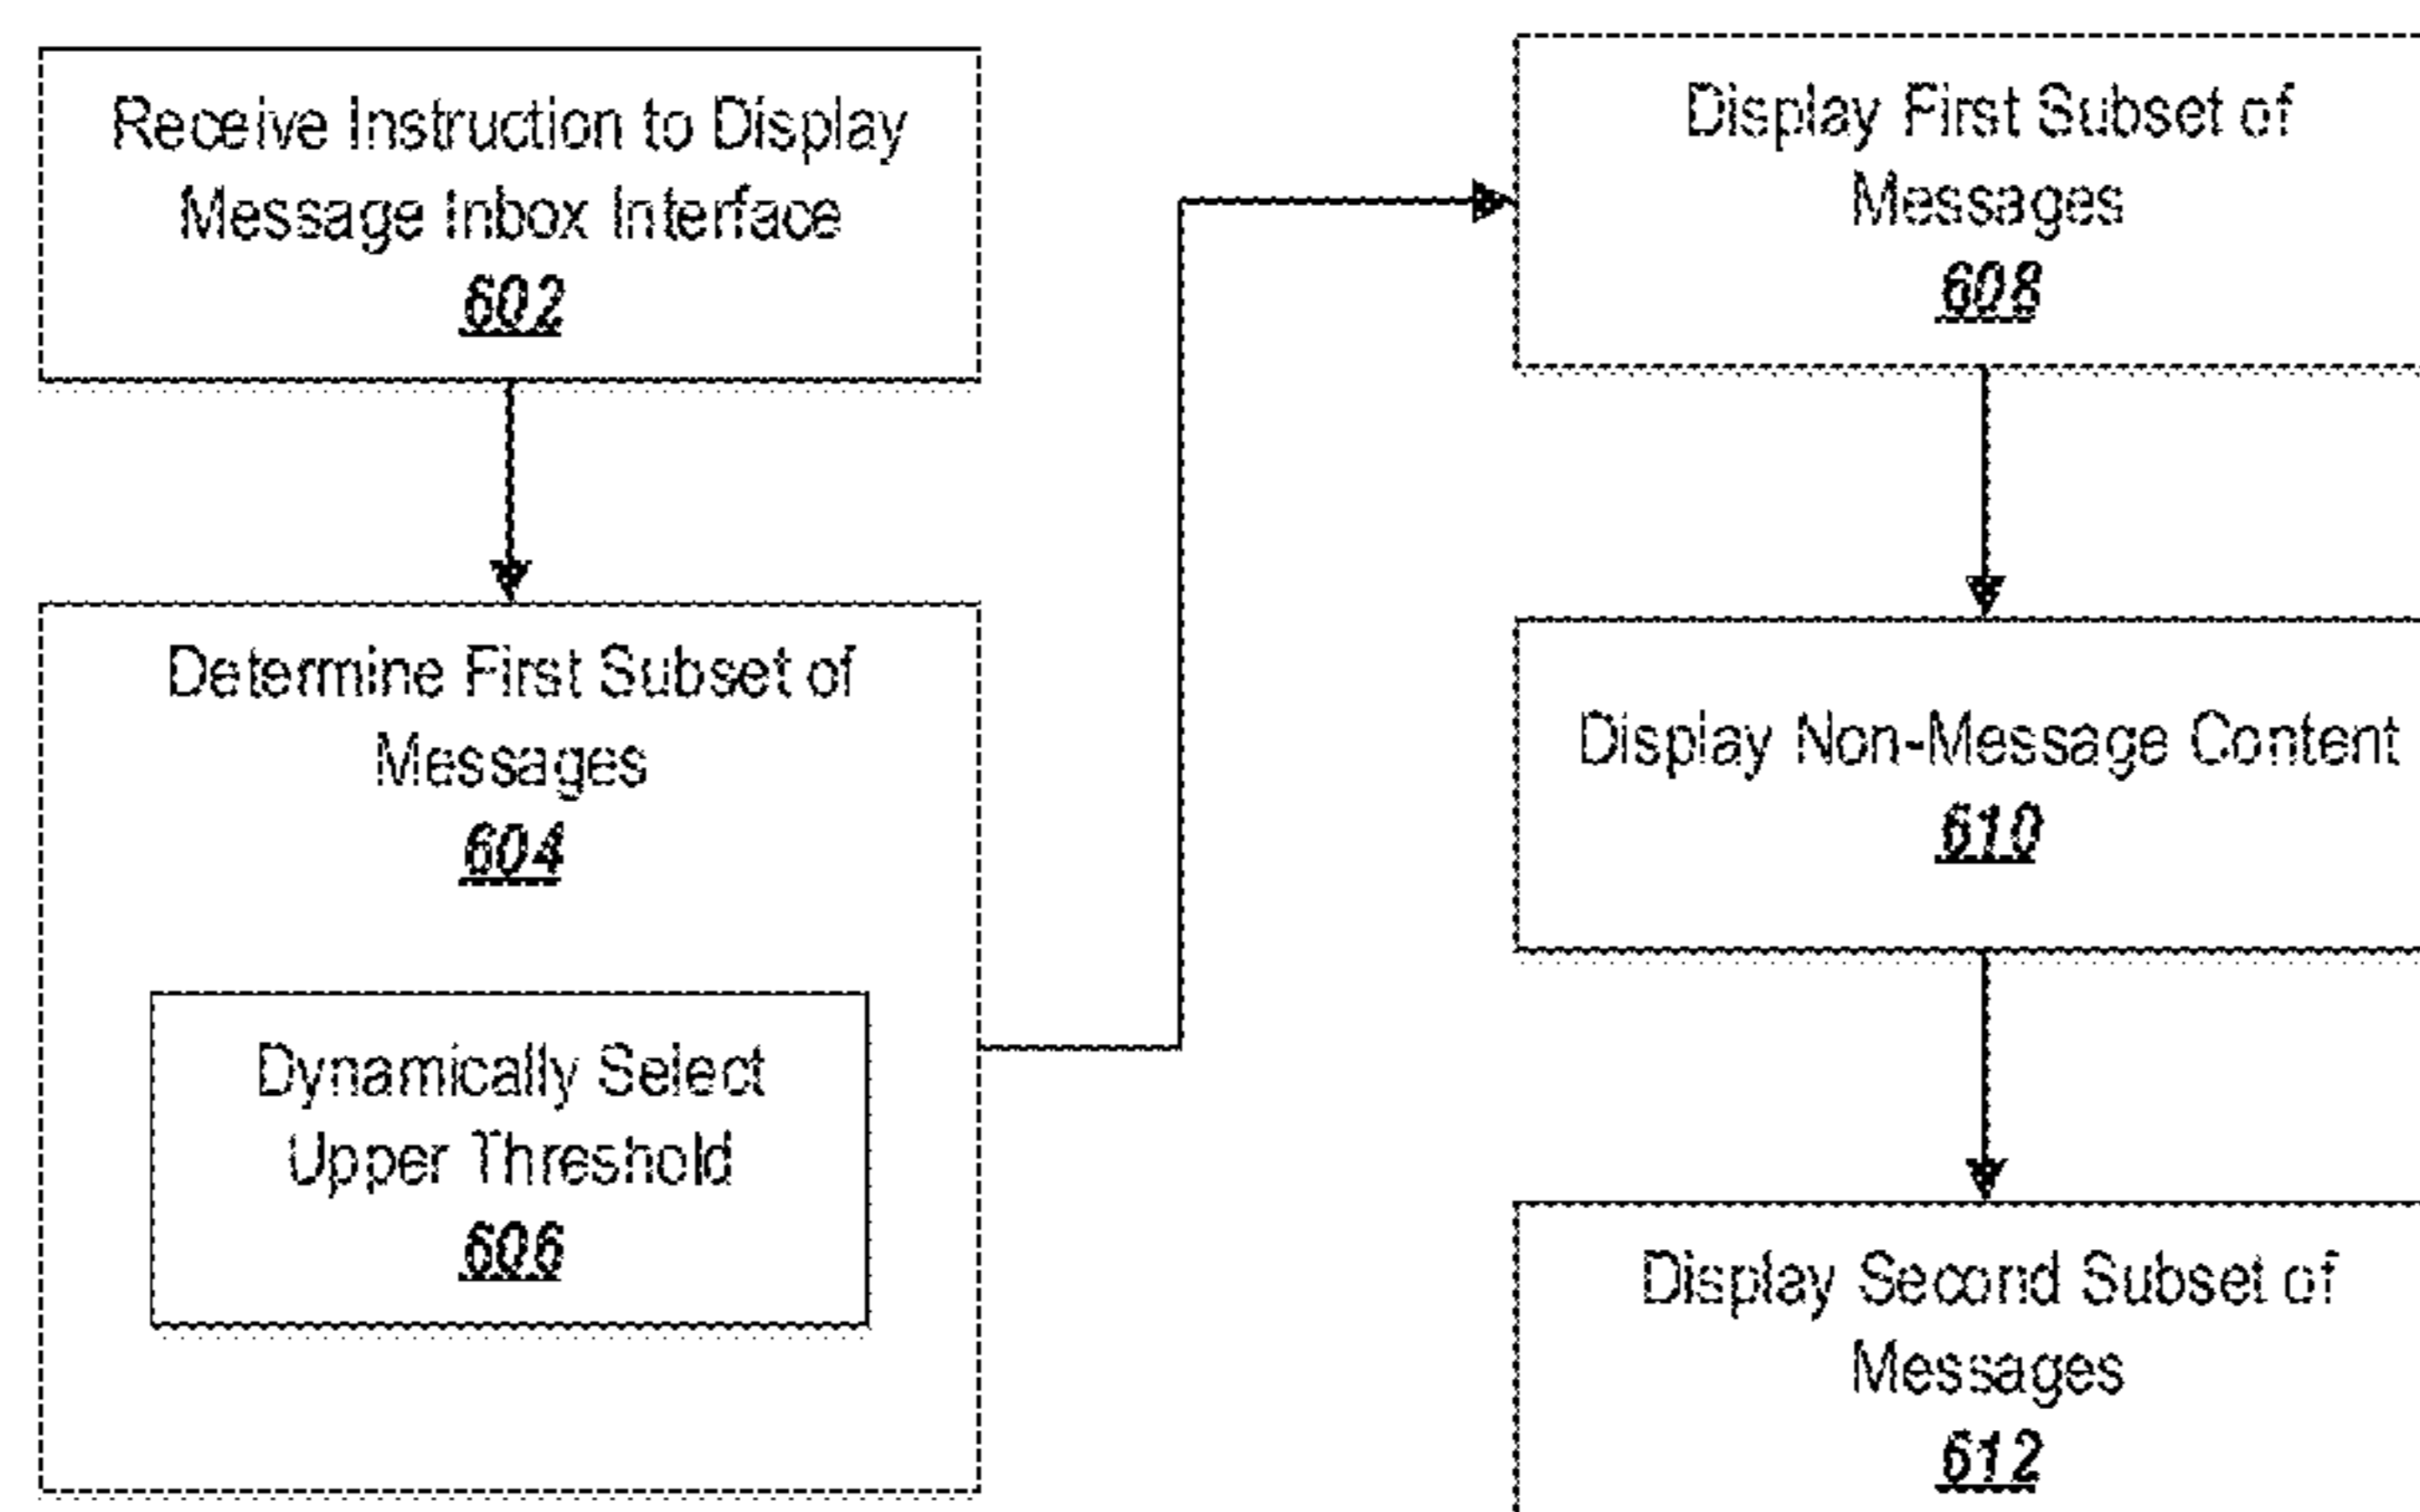 Receive Instruction to Display
Message Inbox Interface
602
Determine First Subset of
Messages
604
Dynamically Select
Upper Threshold
606
Display First Subset of
Messages
608
Display Non-Message Content
610
Display Second Subset of
Messages
612